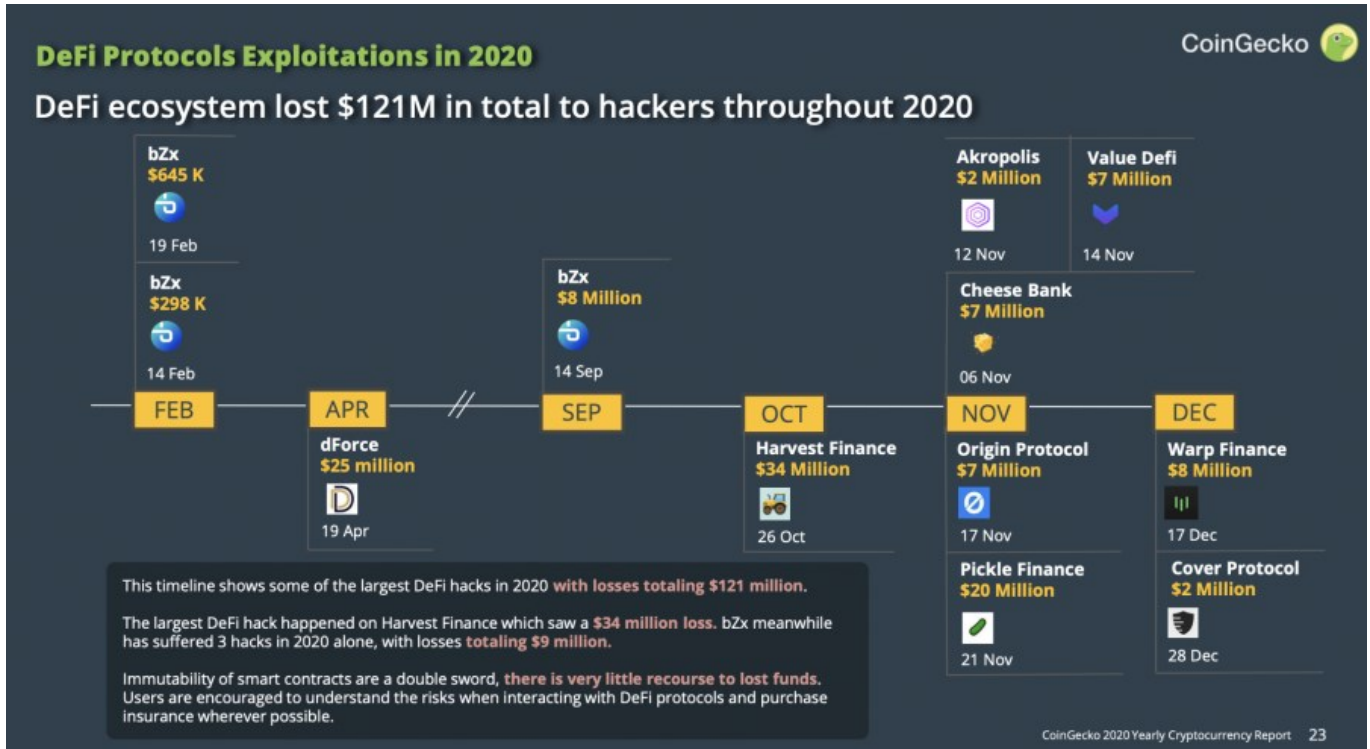 CoinGecko
DeFi Protocols Exploitations in 2020
DeFi ecosystem lost $121M in total to hackers throughout 2020
bZx
$645 K
19 Feb
bZx
$298 K
14 Feb
FEB
APR
dForce
$25 million
19 Apr
bZx
$8 Million
14 Sep
SEP
OCT
Harvest Finance
$34 Million
26 Oct
Akropolis
$2 Million
12 Nov
Value Defi
$7 Million
14 Nov
Cheese Bank
$7 Million
06 Nov
NOV
Origin Protocol
$7 Million
17 Nov
Pickle Finance
$20 Million
21 Nov
DEC
Warp Finance
$8 Million
17 Dec
Cover Protocol
$2 Million
28 Dec
This timeline shows some of the largest DeFi hacks in 2020 with losses totaling $121 million.
The largest DeFi hack happened on Harvest Finance which saw a $34 million loss. bZx meanwhile
has suffered 3 hacks in 2020 alone, with losses totaling $9 million.
Immutability of smart contracts are a double sword, there is very little recourse to lost funds.
Users are encouraged to understand the risks when interacting with DeFi protocols and purchase
insurance wherever possible.
CoinGecko 2020 Yearly Cryptocurrency Report 23